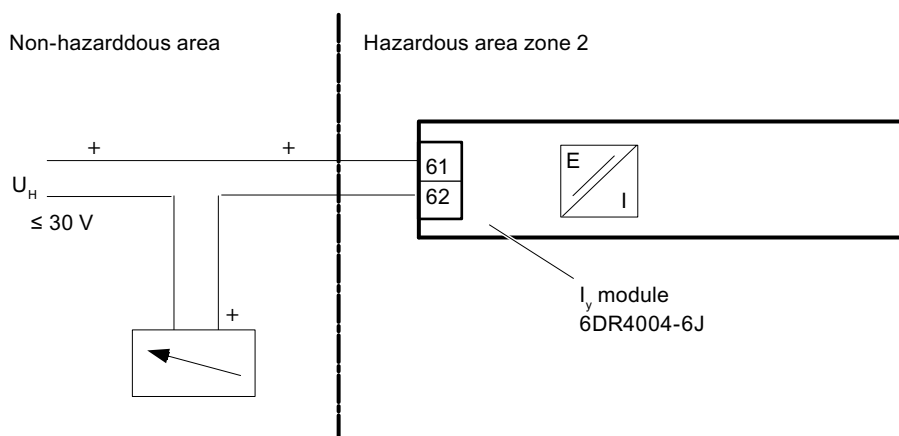 Non-hazarddous area
Hazardous area zone 2
+ +
61
E
U_H
62
I
≤ 30 V
+
I_y module
6DR4004-6J